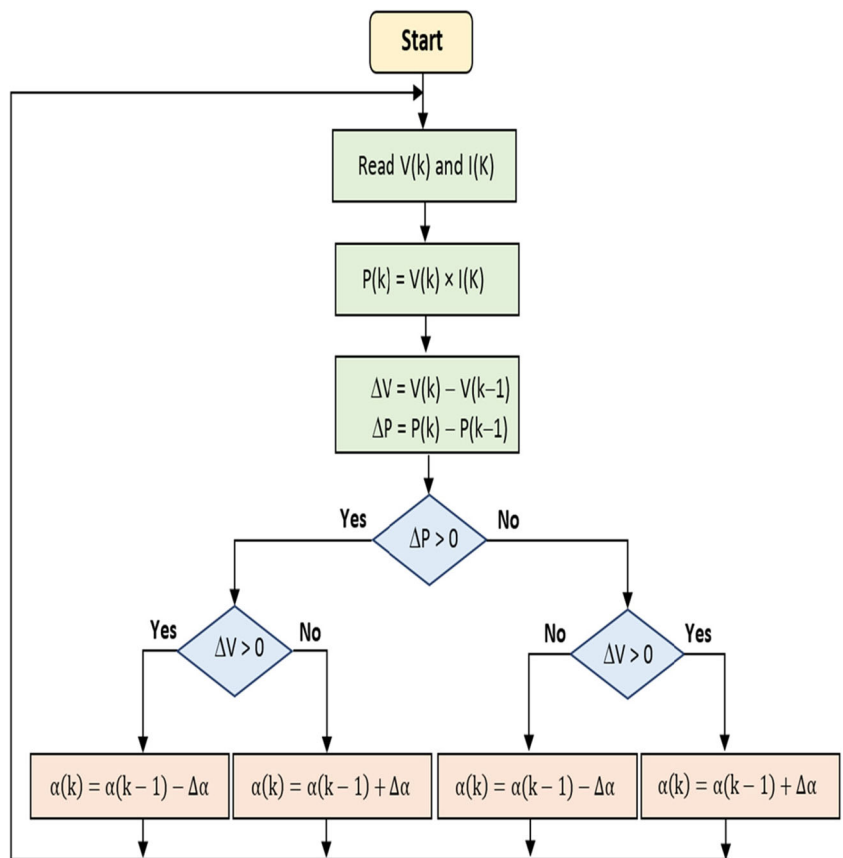 Start
Read V(k) and I(K)
P(k) = V(k) × I(K)
ΔV = V(k) – V(k–1)
ΔP = P(k) – P(k–1)
Yes
No
ΔP > 0
Yes
No
No
Yes
ΔV > 0
ΔV > 0
α(k) = α(k – 1) – Δα
α(k) = α(k – 1) + Δα
α(k) = α(k – 1) – Δα
α(k) = α(k – 1) + Δα